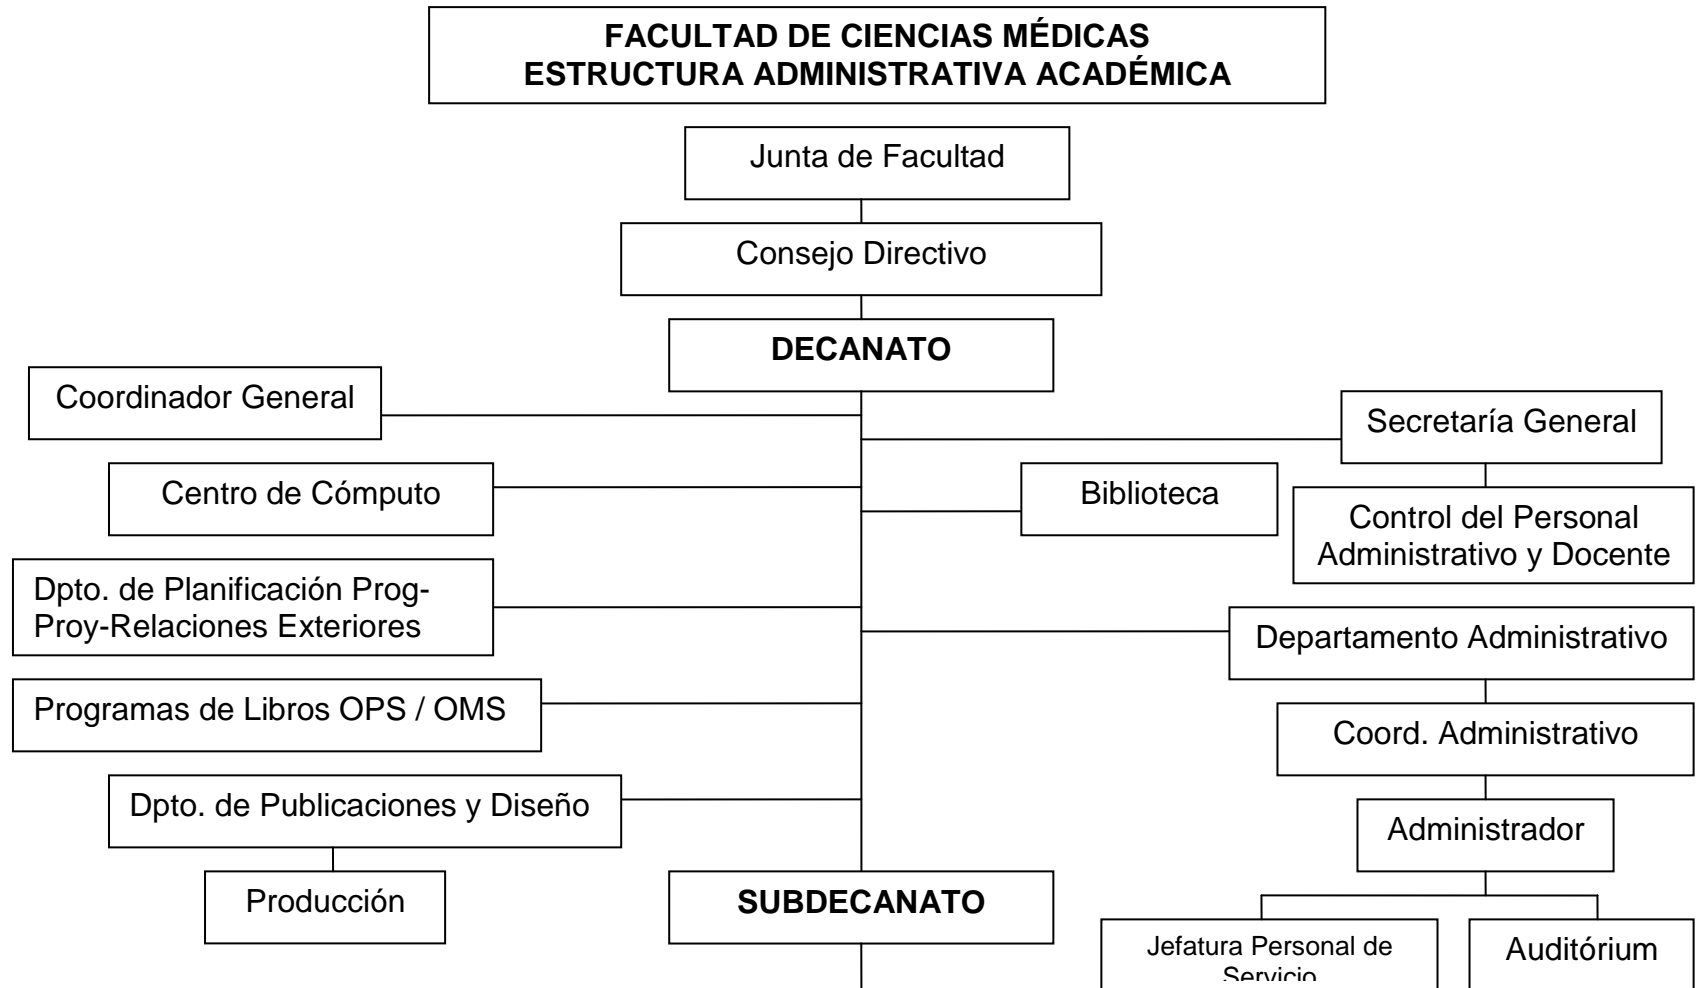 FACULTAD DE CIENCIAS MÉDICAS
ESTRUCTURA ADMINISTRATIVA ACADÉMICA
Junta de Facultad
Consejo Directivo
DECANATO
Coordinador General
Secretaría General
Centro de Cómputo
Biblioteca
Control del Personal
Administrativo y Docente
Dpto. de Planificación Prog-
Proy-Relaciones Exteriores
Departamento Administrativo
Programas de Libros OPS / OMS
Coord. Administrativo
Dpto. de Publicaciones y Diseño
Administrador
Producción
SUBDECANATO
Jefatura Personal de
Servicio
Auditórium